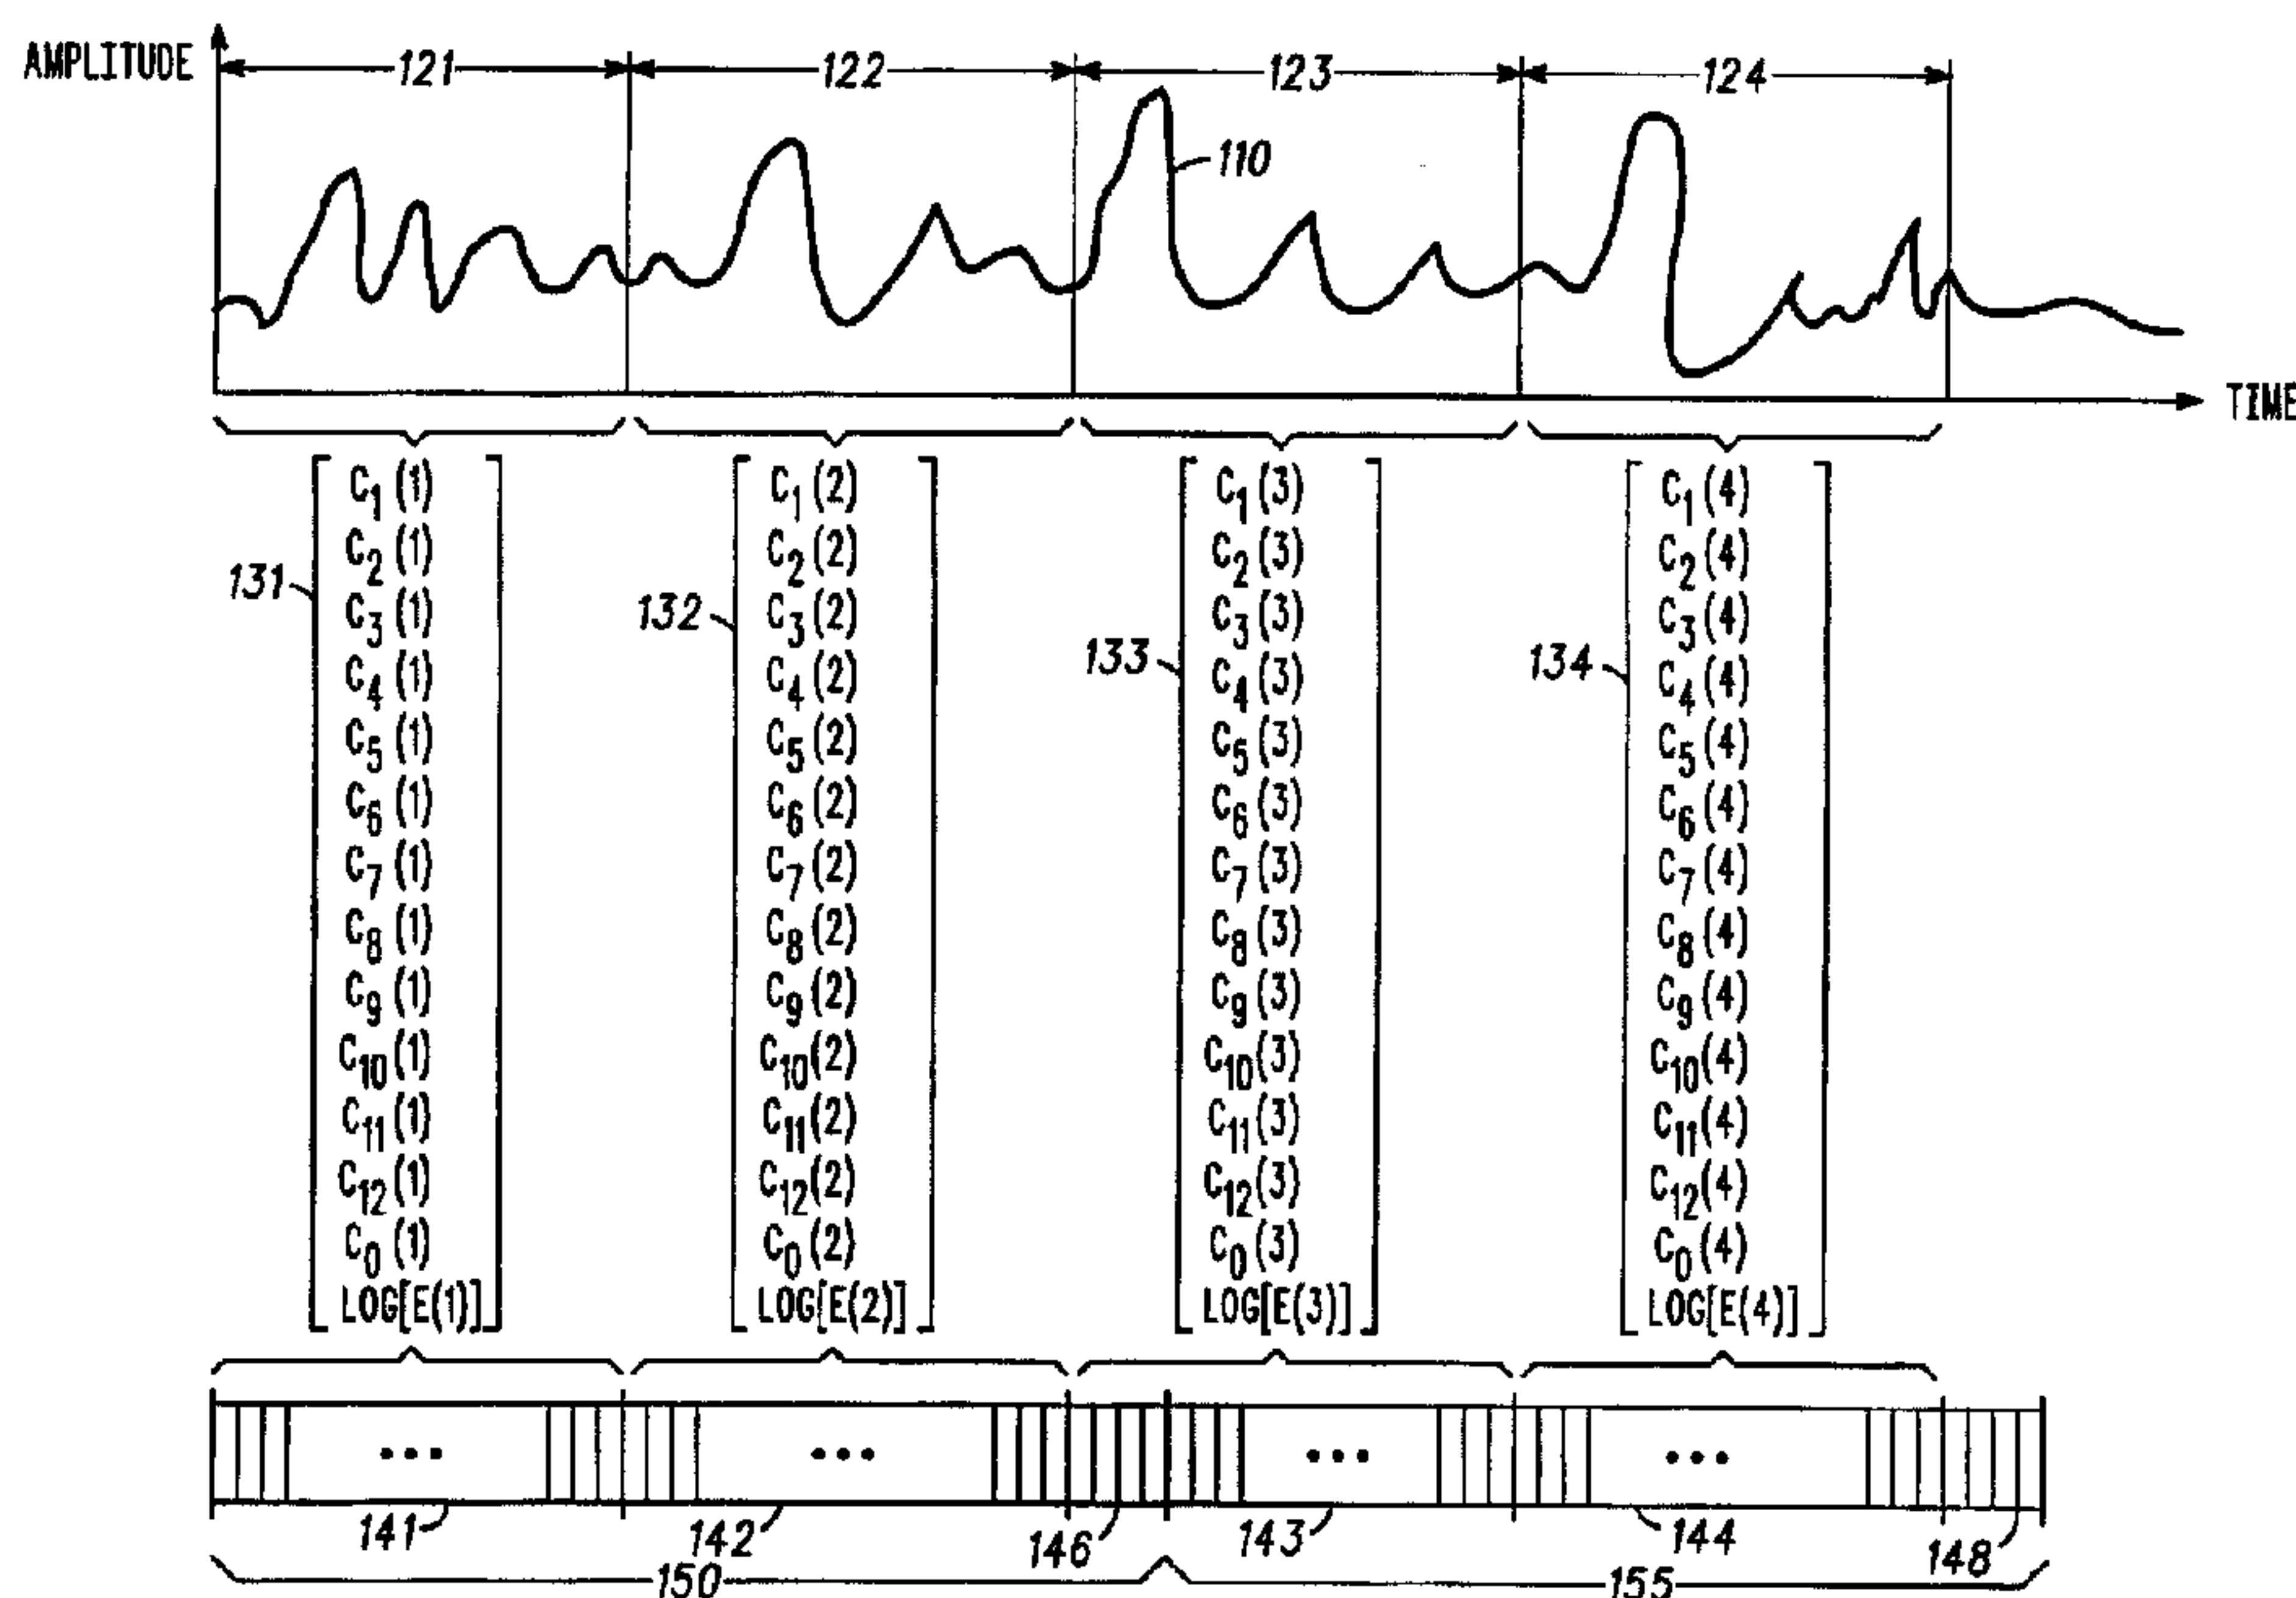 AMPLITUDE
121 122 123 124
110
TIME
C1 (1) C1 (2) C1 (3) C1 (4)
C2 (1) C2 (2) C2 (3) C2 (4)
131 132 133 134
C3 (1) C3 (2) C3 (3) C3 (4)
C4 (1) C4 (2) C4 (3) C4 (4)
C5 (1) C5 (2) C5 (3) C5 (4)
C6 (1) C6 (2) C6 (3) C6 (4)
C7 (1) C7 (2) C7 (3) C7 (4)
C8 (1) C8 (2) C8 (3) C8 (4)
C9 (1) C9 (2) C9 (3) C9 (4)
C10 (1) C10 (2) C10 (3) C10 (4)
C11 (1) C11 (2) C11 (3) C11 (4)
C12 (1) C12 (2) C12 (3) C12 (4)
C0 (1) C0 (2) C0 (3) C0 (4)
LOG[E(1)] LOG[E(2)] LOG[E(3)] LOG[E(4)]
... ... ... ...
141 142 146 143 144 148
150 155